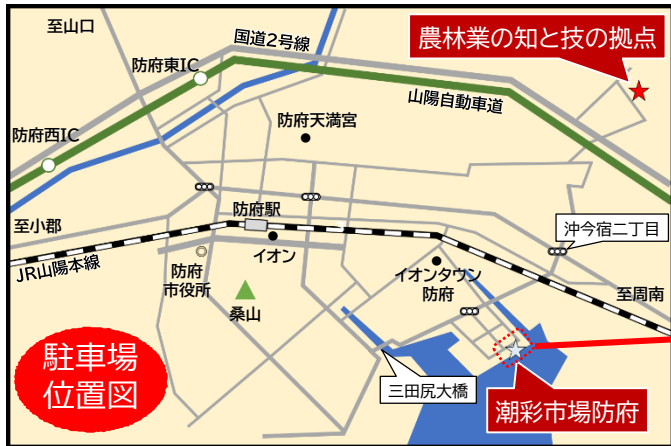 至山口
国道2号線
農林業の知と技の拠点
防府東IC
山陽自動車道
防府天満宮
防府西IC
至小郡
防府駅
沖今宿二丁目
イオン
JR山陽本線
防府
市役所
イオンタウン
防府
至周南
桑山
駐車場
位置図
三田尻大橋
潮彩市場防府